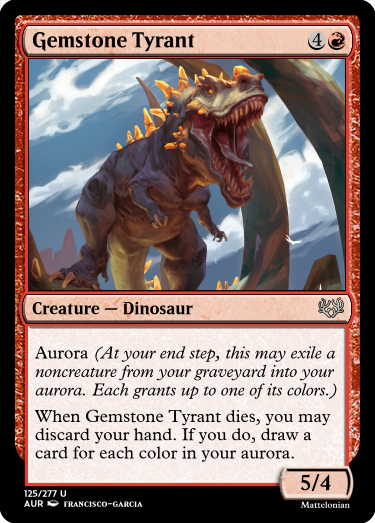 Gemstone Tyrant 4
Creature — Dinosaur
Aurora (At your end step, this may exile a
noncreature from your graveyard into your
aurora. Each grants up to one of its colors.)
When Gemstone Tyrant dies, you may
discard your hand. If you do, draw a
card for each color in your aurora.
5/4
125/277 U
AUR FRANCISCO-GARCIA
Mattelonian